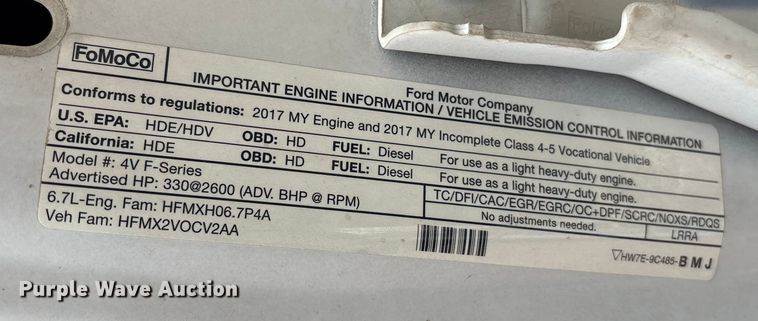 FoMoCo
Ford Motor Company
IMPORTANT ENGINE INFORMATION / VEHICLE EMISSION CONTROL INFORMATION
Conforms to regulations: 2017 MY Engine and 2017 MY Incomplete Class 4-5 Vocational Vehicle
U.S. EPA: HDE/HDV OBD: HD FUEL: Diesel For use as a light heavy-duty engine.
California: HDE OBD: HD FUEL: Diesel For use as a light heavy-duty engine.
Model #: 4V F-Series
Advertised HP: 330@2600 (ADV. BHP @ RPM)
TC/DFI/CAC/EGR/EGRC/OC+DPF/SCRC/NOXS/RDQS
No adjustments needed. LRRA
6.7L-Eng. Fam: HFMXH06.7P4A
Veh Fam: HFMX2VOCV2AA
HW7E-9C485-BMJ
Purple Wave Auction